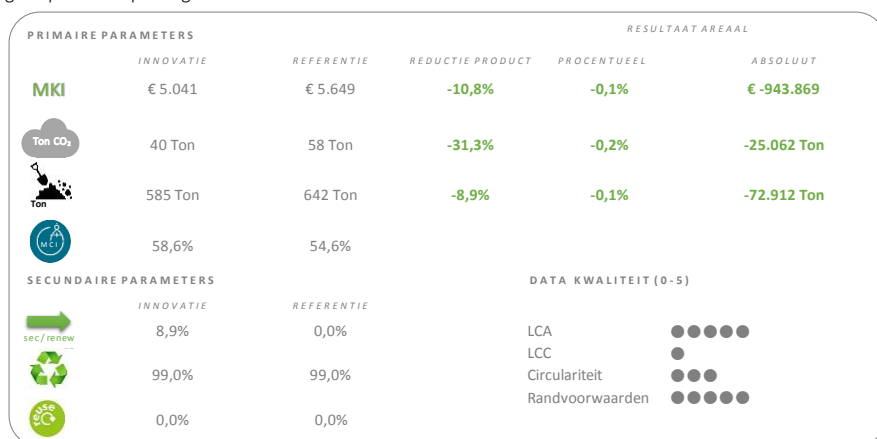 RESULTAAT AREAAL
PRIMAIRE PARAMETERS
INNOVATIE REFERENTIE REDUCTIE PRODUCT PROCENTUEEL ABSOLUUT
MKI € 5.041 € 5.649 -10,8% -0,1% € -943.869
Ton CO₂ 40 Ton 58 Ton -31,3% -0,2% -25.062 Ton
Ton 585 Ton 642 Ton -8,9% -0,1% -72.912 Ton
MCI 58,6% 54,6%
SECUNDAIRE PARAMETERS DATA KWALITEIT (0-5)
INNOVATIE REFERENTIE
sec/renew 8,9% 0,0% LCA
LCC
99,0% 99,0% Circulariteit
Randvoorwaarden
reuse 0,0% 0,0%